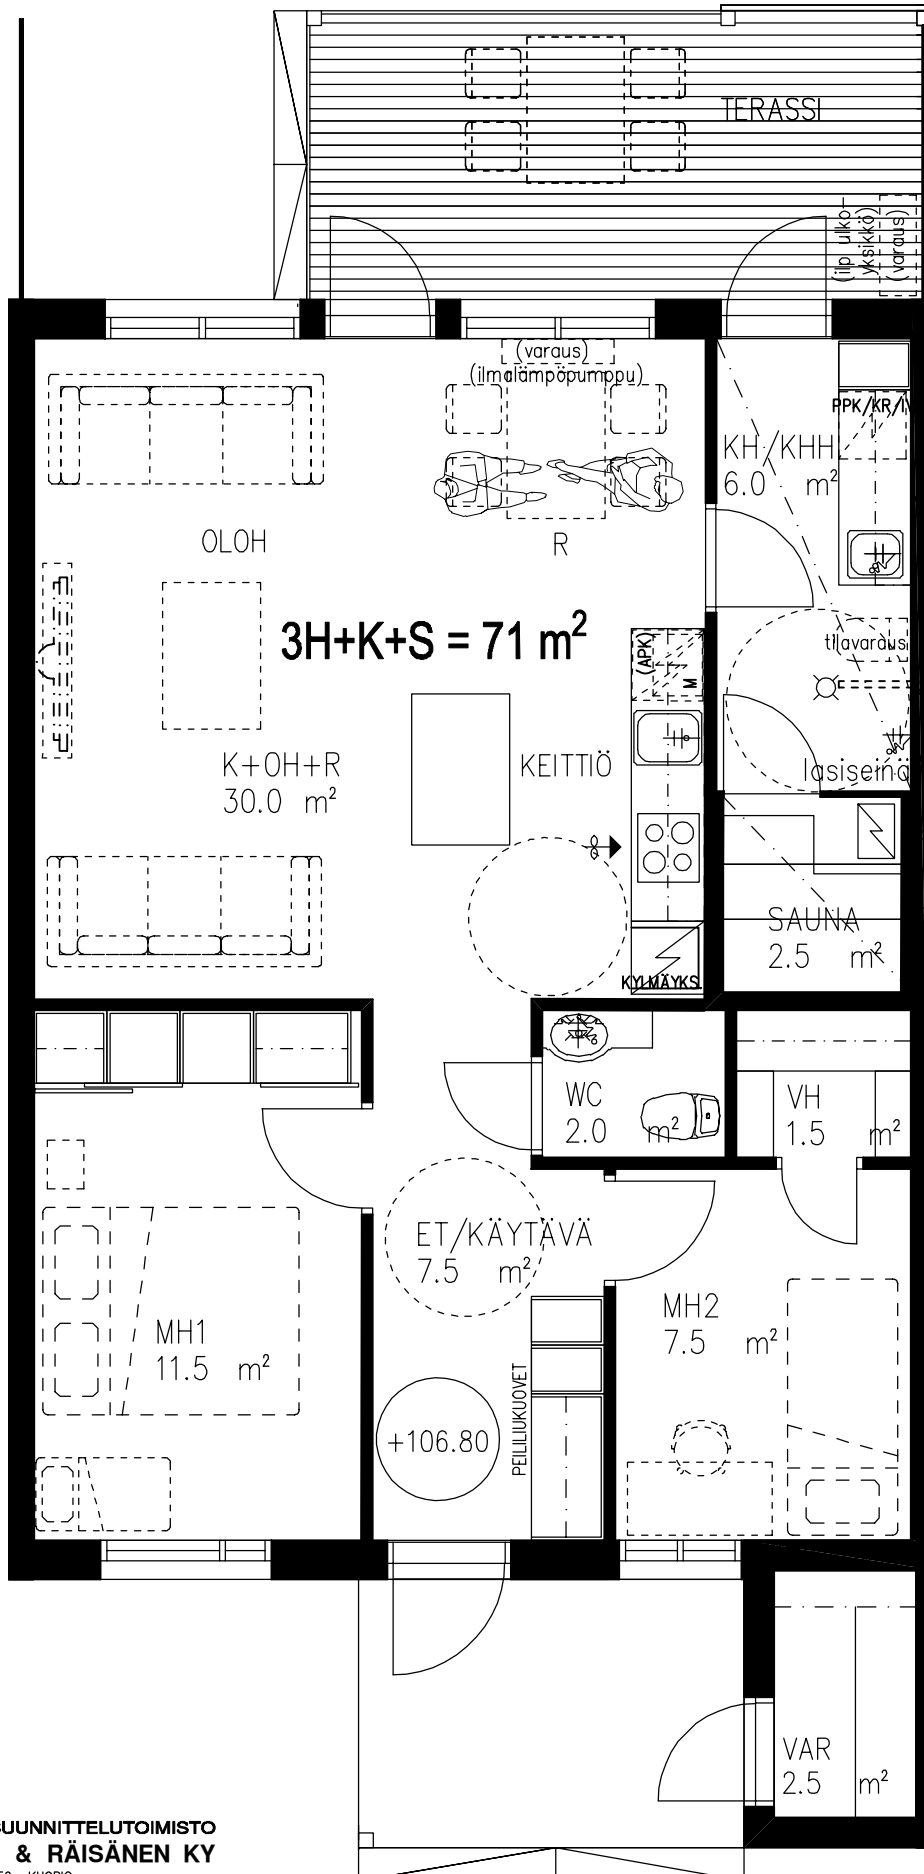 TERASSI
(ilp ulko-
yksikkö)
(varaus)
(varaus)
(ilmalämpöpumppu)
PPK/KR/
KH/KHH
6.0 m²
OLOH
R
3H+K+S = 71 m²
(APK)
M
tilavaraus
K+OH+R
30.0 m²
KEITTIÖ
lasiseinä
SAUNA
2.5 m²
KYLMÄYKS.
WC
2.0 m²
VH
1.5 m²
ET/KÄYTÄVÄ
7.5 m²
MH1
11.5 m²
MH2
7.5 m²
PEILILIUKUOVET
+106.80
VAR
2.5 m²
SUUNNITTELUTOIMISTO
& RÄISÄNEN KY